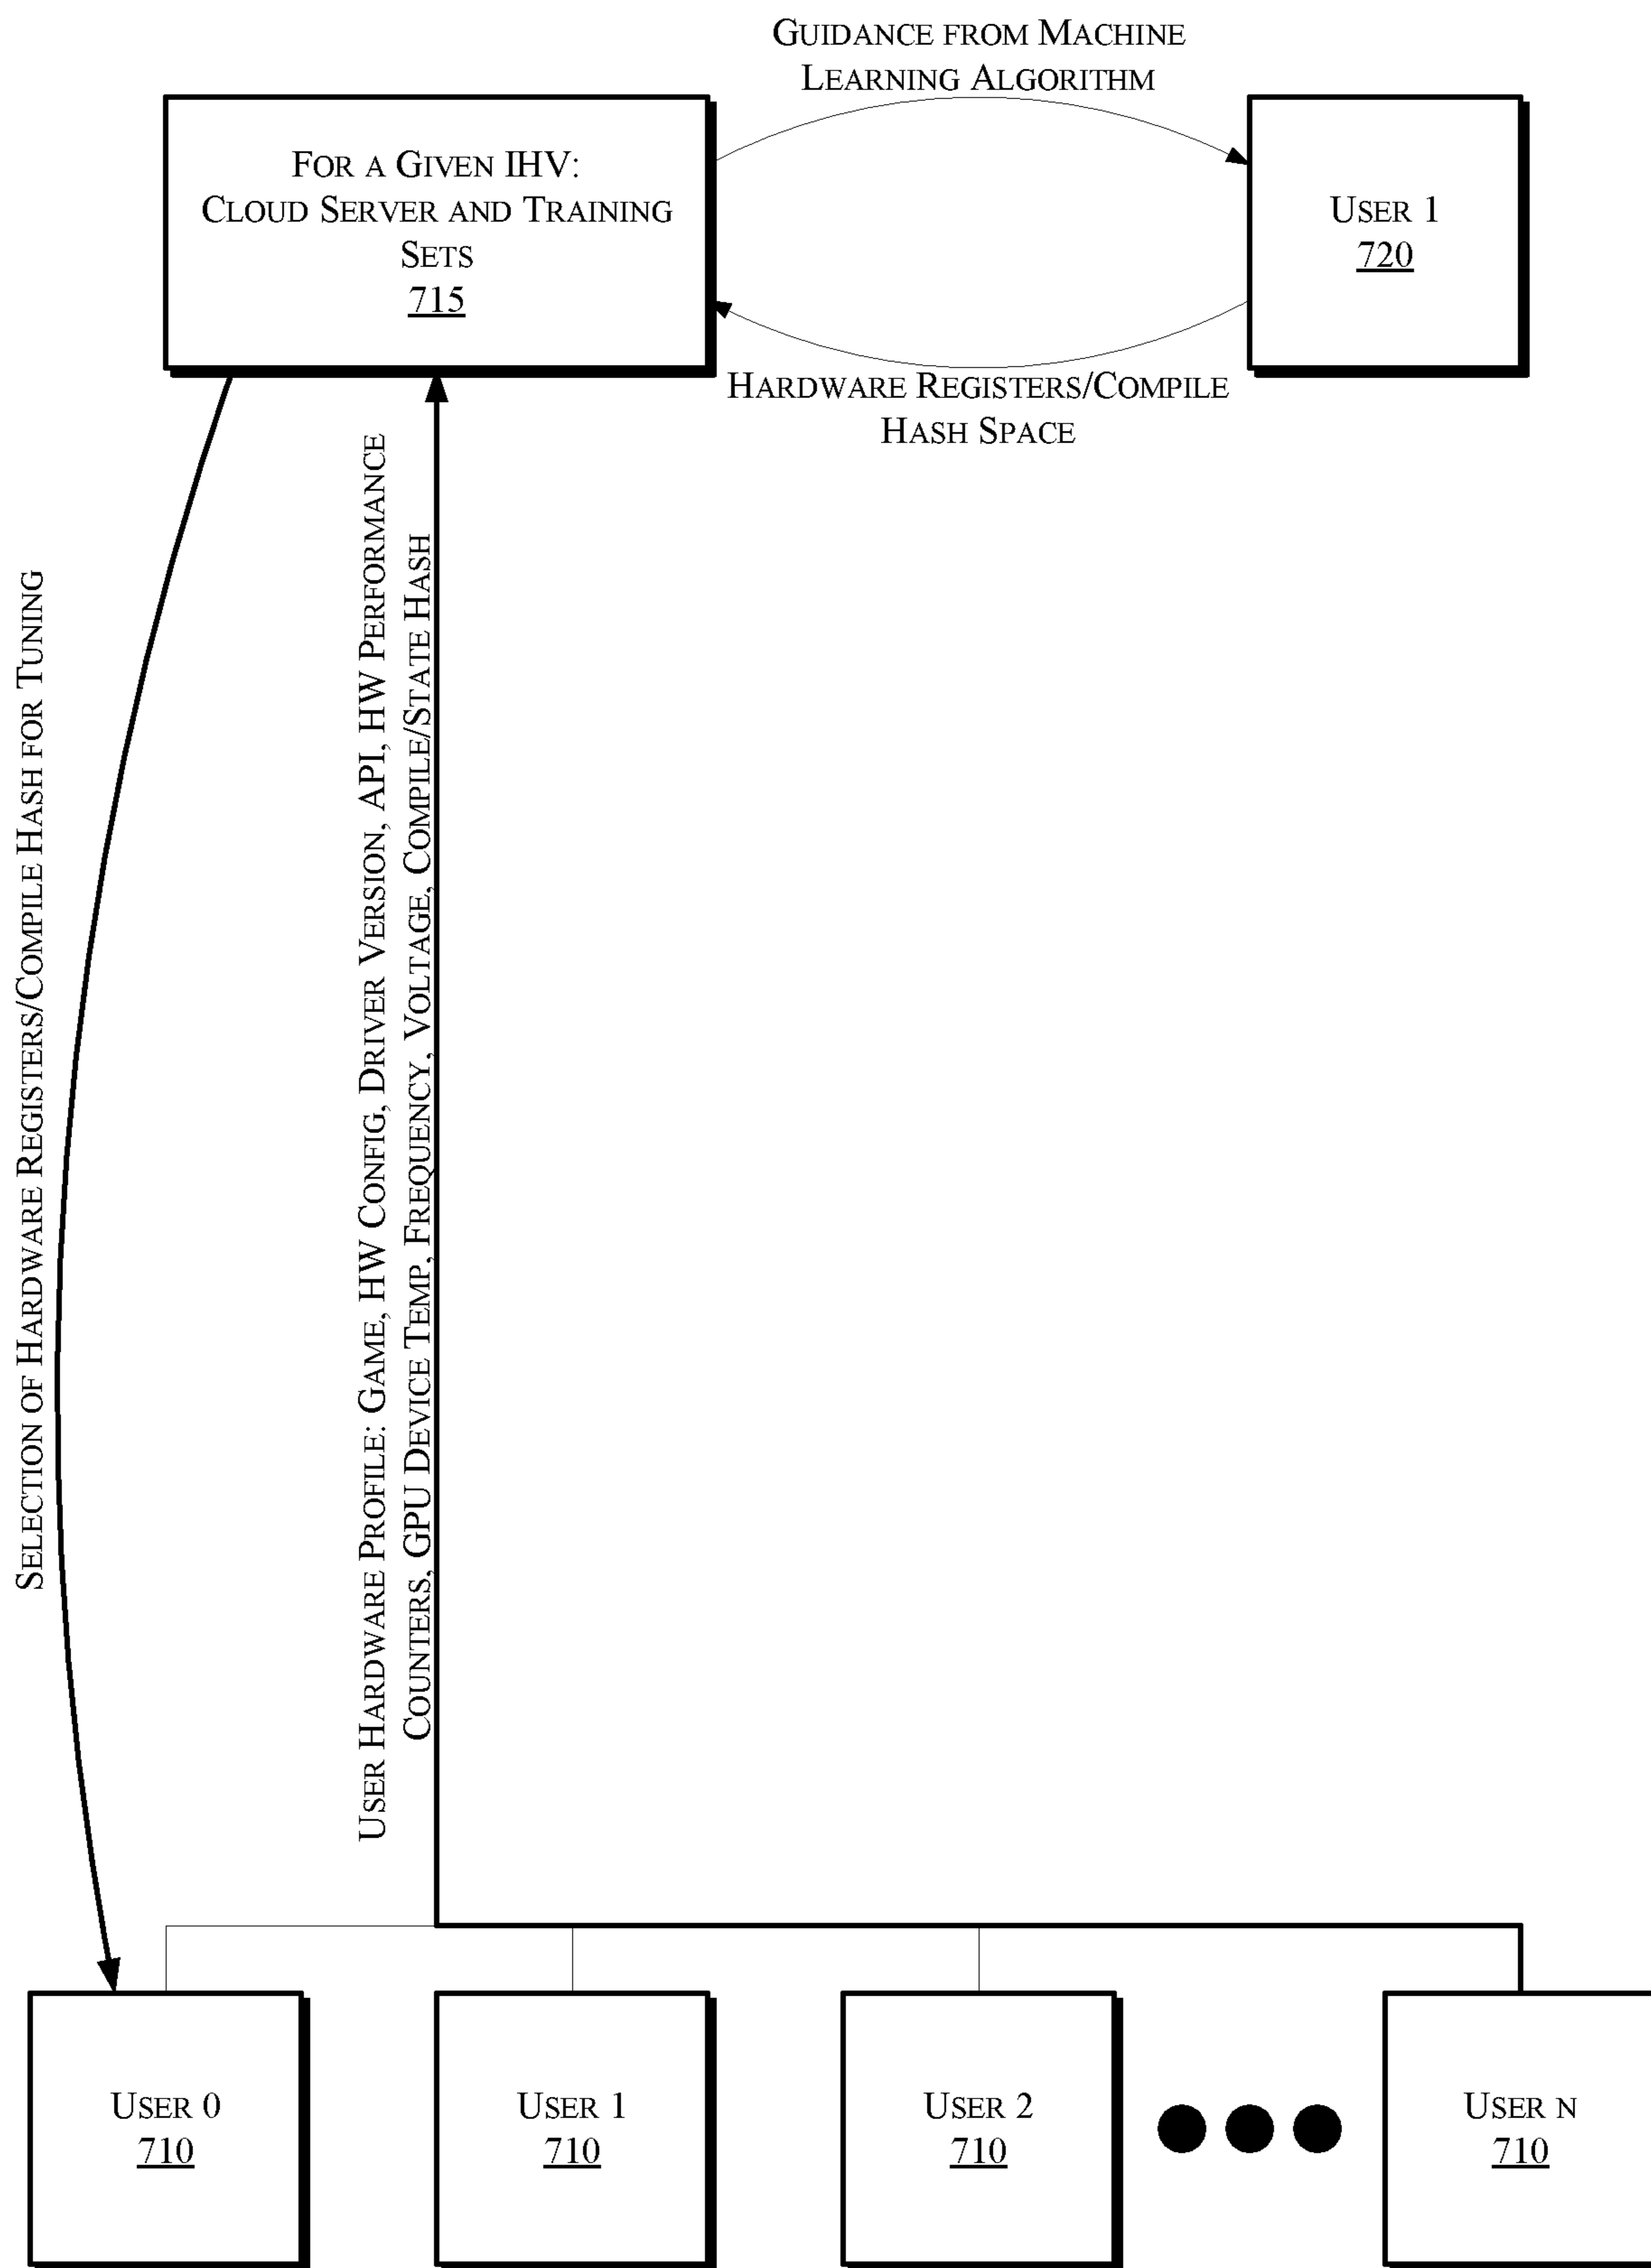 GUIDANCE FROM MACHINE
LEARNING ALGORITHM
FOR A GIVEN IHV:
CLOUD SERVER AND TRAINING
SETS
715
USER 1
720
HARDWARE REGISTERS/COMPILE
HASH SPACE
SELECTION OF HARDWARE REGISTERS/COMPILE HASH FOR TUNING
USER HARDWARE PROFILE: GAME, HW CONFIG, DRIVER VERSION, API, HW PERFORMANCE
COUNTERS, GPU DEVICE TEMP, FREQUENCY, VOLTAGE, COMPILE/STATE HASH
USER 0
710
USER 1
710
USER 2
710
USER N
710